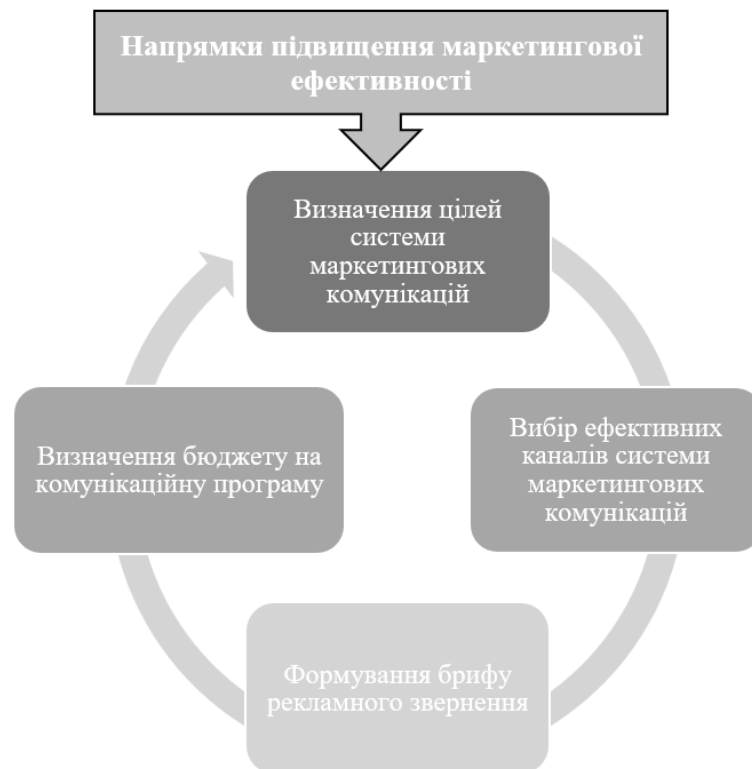 Напрямки підвищення маркетингової
ефективності
Визначення цілей
системи
маркетингових
комунікацій
Вибір ефективних
каналів системи
маркетингових
комунікацій
Формування брифу
рекламного звернення
Визначення бюджету на
комунікаційну програму